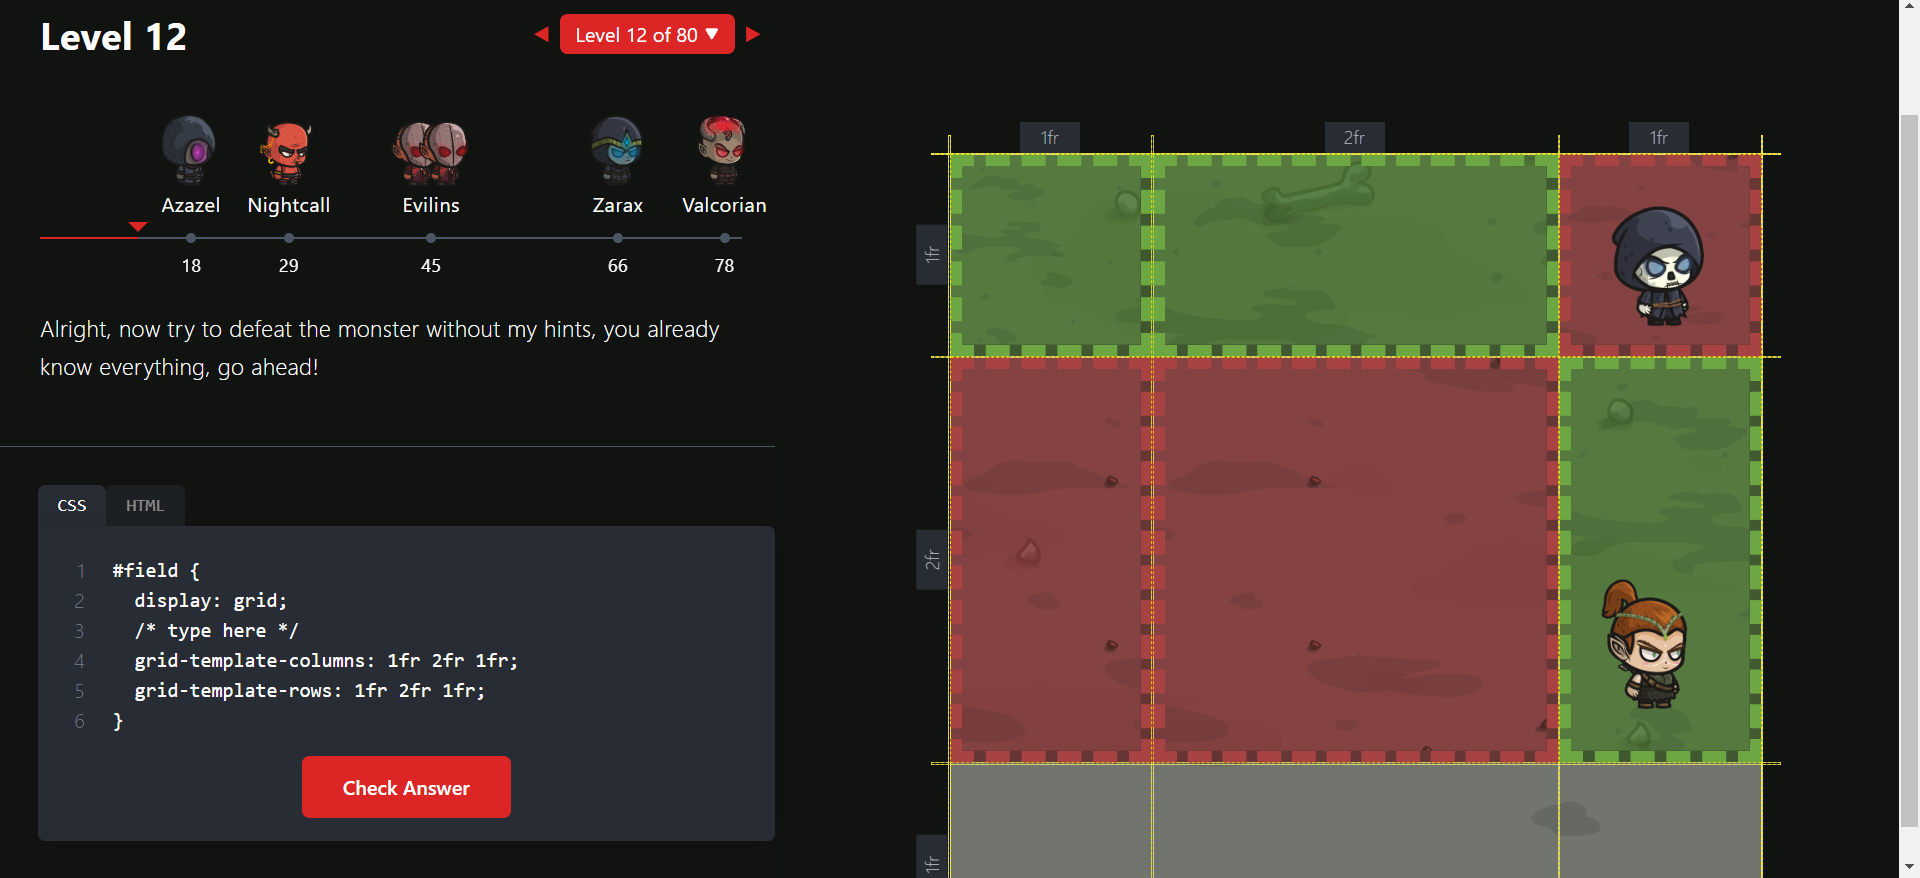 Level 12
◀ Level 12 of 80 ▼ ▶
Azazel Nightcall Evilins Zarax Valcorian
18 29 45 66 78
Alright, now try to defeat the monster without my hints, you already
know everything, go ahead!
CSS HTML
1 #field {
2 display: grid;
3 /* type here */
4 grid-template-columns: 1fr 2fr 1fr;
5 grid-template-rows: 1fr 2fr 1fr;
6 }
Check Answer
1fr 2fr 1fr
1fr
2fr
1fr